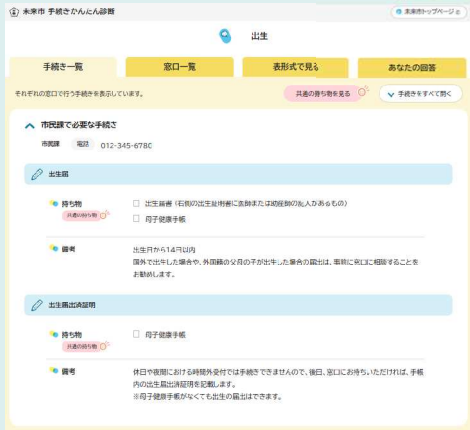 未来市 手続きかんたん診断
未来市トップページ
出生
手続き一覧
窓口一覧
表形式で見る
あなたの回答
それぞれの窓口で行う手続きを表示しています。
共通の持ち物を見る
手続きをすべて開く
市民課で必要な手続き
市民課 電話 012-345-678
出生届
持ち物
共通の持ち物
出生届書（右側の出生証明書に医師または助産師の記入があるもの）
母子健康手帳
備考
出生日から14日以内
国外で出生した場合や、外国籍の父母の子が出生した場合の届出は、事前に窓口に相談することを
お勧めします。
出生届出済証明
持ち物
共通の持ち物
母子健康手帳
備考
休日や夜間における時間外受付では手続きできませんので、後日、窓口にお持ちいただければ、手帳
内の出生届出済証明を記載します。
※母子健康手帳がなくても出生の届出はできます。